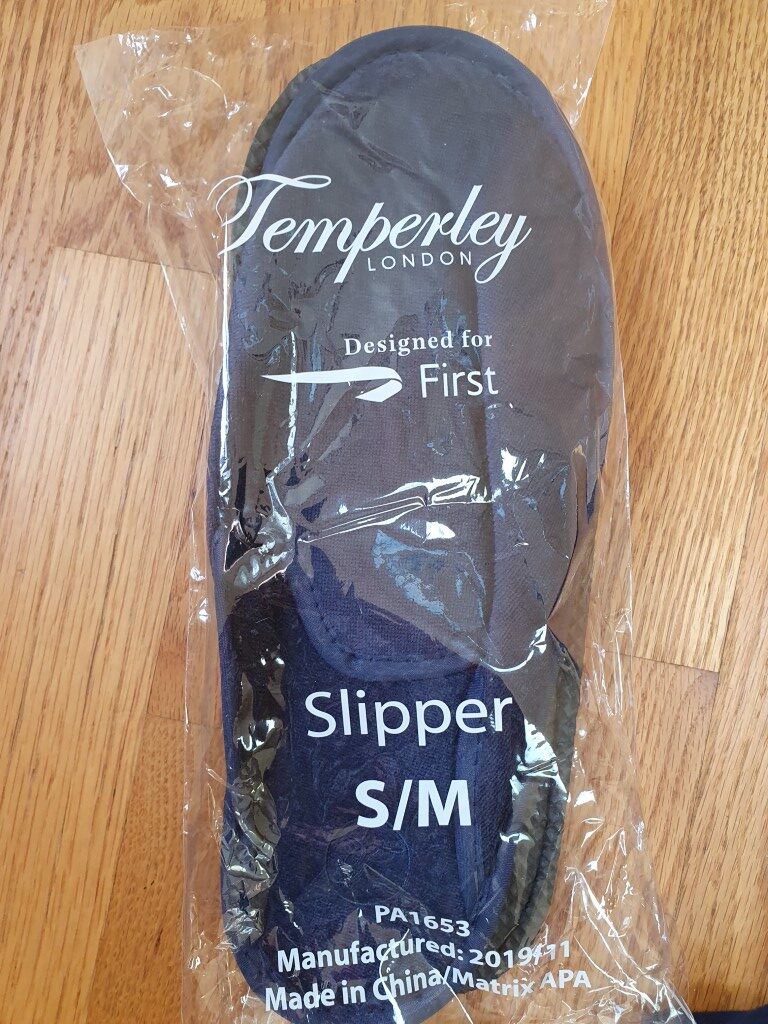 Temperley
LONDON
Designed for
First
Slipper
S/M
PA1653
Manufactured: 2019-11
Made in China/Matrix APA